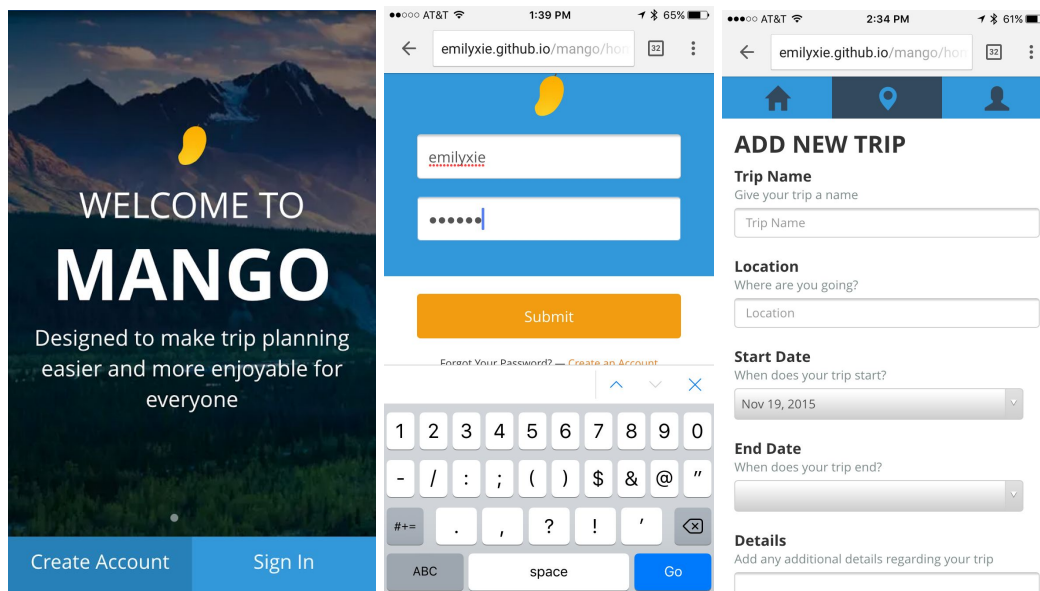 WELCOME TO
MANGO
Designed to make trip planning
easier and more enjoyable for
everyone
Create Account
Sign In
AT&T
1:39 PM
65%
emilyxie.github.io/mango/hon
32
emilyxie
Submit
Forgot Your Password? — Create an Account
1 2 3 4 5 6 7 8 9 0
- / : ; ( ) $ & @ "
#+= . , ? ! '
ABC space Go
AT&T
2:34 PM
61%
emilyxie.github.io/mango/hon
32
ADD NEW TRIP
Trip Name
Give your trip a name
Trip Name
Location
Where are you going?
Location
Start Date
When does your trip start?
Nov 19, 2015
End Date
When does your trip end?
Details
Add any additional details regarding your trip